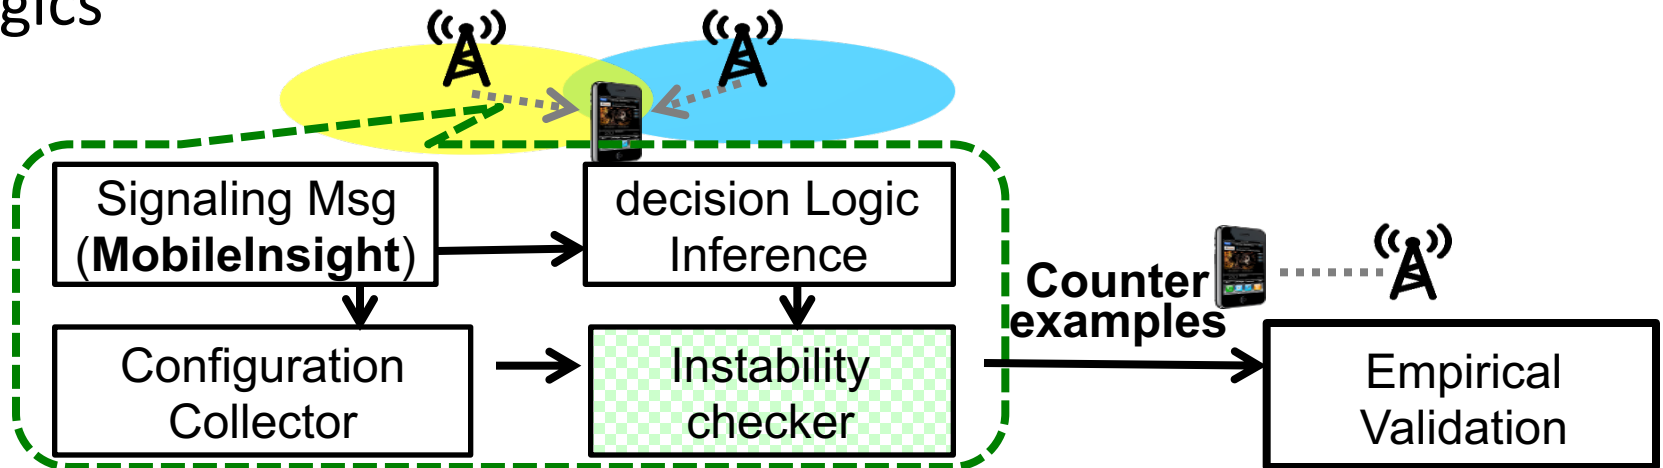 gics
Signaling Msg
(MobileInsight)
decision Logic
Inference
Counter
examples
Configuration
Collector
Instability
checker
Empirical
Validation